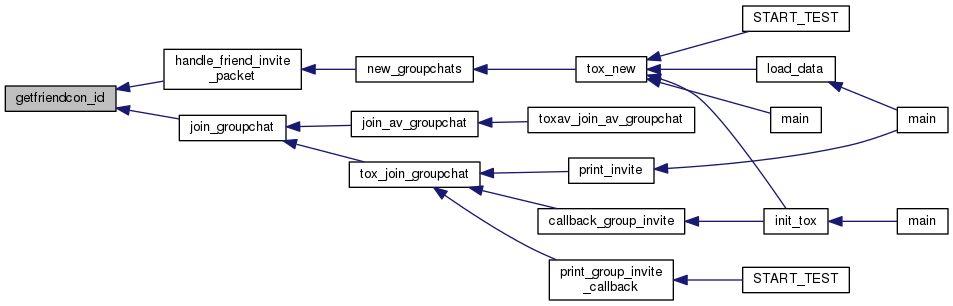 START_TEST
handle_friend_invite
_packet
new_groupchats
tox_new
load_data
getfriendcon_id
join_groupchat
join_av_groupchat
toxav_join_av_groupchat
main
main
tox_join_groupchat
print_invite
callback_group_invite
init_tox
main
print_group_invite
_callback
START_TEST